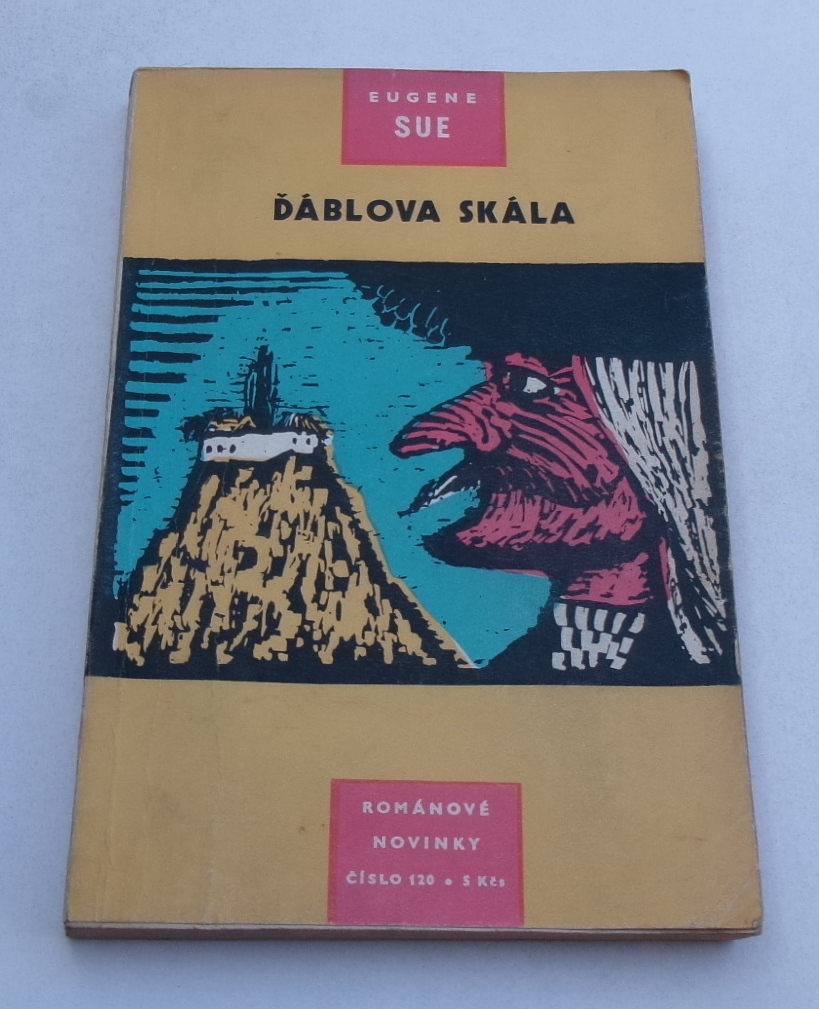 EUGENE
SUE
ĎÁBLOVA SKÁLA
ROMÁNOVÉ
NOVINKY
ČÍSLO 120 • 5 Kčs